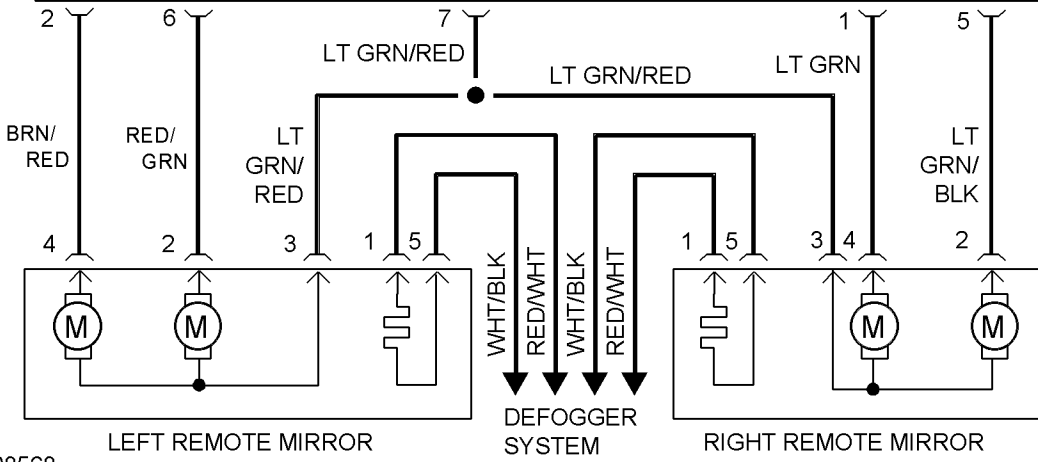 2 6 7 1 5
LT GRN/RED
LT GRN/RED
LT GRN
BRN/
RED
RED/
GRN
LT
GRN/
RED
LT
GRN/
BLK
4 2 3 1 5 1 5 3 4 2
WHT/BLK
RED/WHT
WHT/BLK
RED/WHT
M M M M
DEFOGGER
SYSTEM
LEFT REMOTE MIRROR
RIGHT REMOTE MIRROR